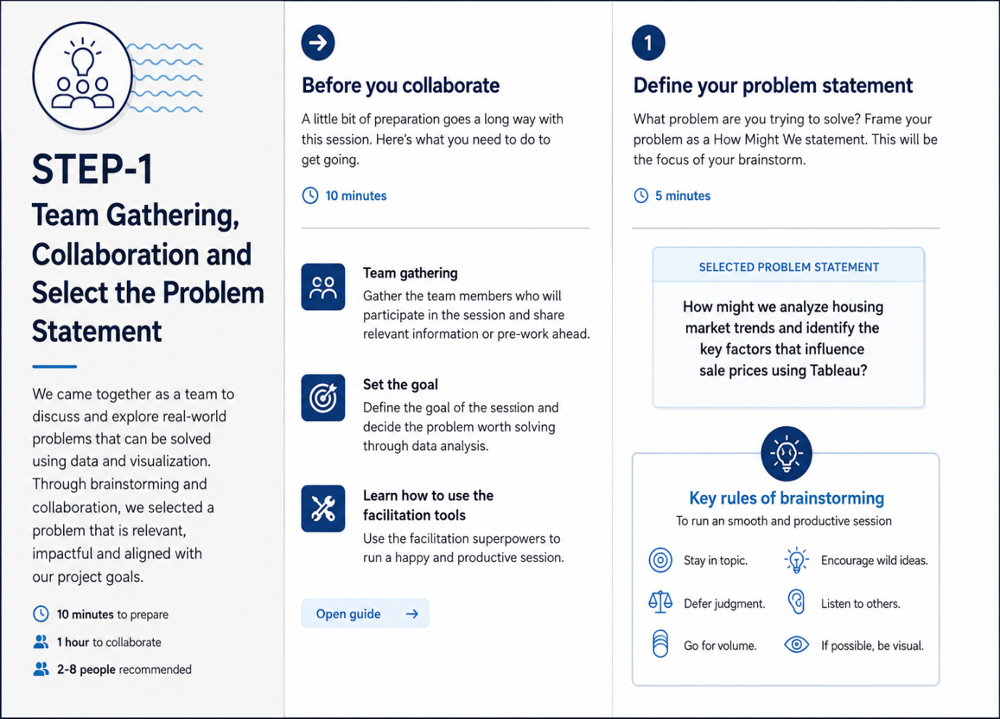 STEP-1
Team Gathering,
Collaboration and
Select the Problem
Statement
We came together as a team to
discuss and explore real-world
problems that can be solved
using data and visualization.
Through brainstorming and
collaboration, we selected a
problem that is relevant,
impactful and aligned with
our project goals.
10 minutes to prepare
1 hour to collaborate
2-8 people recommended
Before you collaborate
A little bit of preparation goes a long way with
this session. Here's what you need to do to
get going.
10 minutes
Team gathering
Gather the team members who will
participate in the session and share
relevant information or pre-work ahead.
Set the goal
Define the goal of the session and
decide the problem worth solving
through data analysis.
Learn how to use the
facilitation tools
Use the facilitation superpowers to
run a happy and productive session.
Open guide
1
Define your problem statement
What problem are you trying to solve? Frame your
problem as a How Might We statement. This will be
the focus of your brainstorm.
5 minutes
SELECTED PROBLEM STATEMENT
How might we analyze housing
market trends and identify the
key factors that influence
sale prices using Tableau?
Key rules of brainstorming
To run an smooth and productive session
Stay in topic.
Encourage wild ideas.
Defer judgment.
Listen to others.
Go for volume.
If possible, be visual.